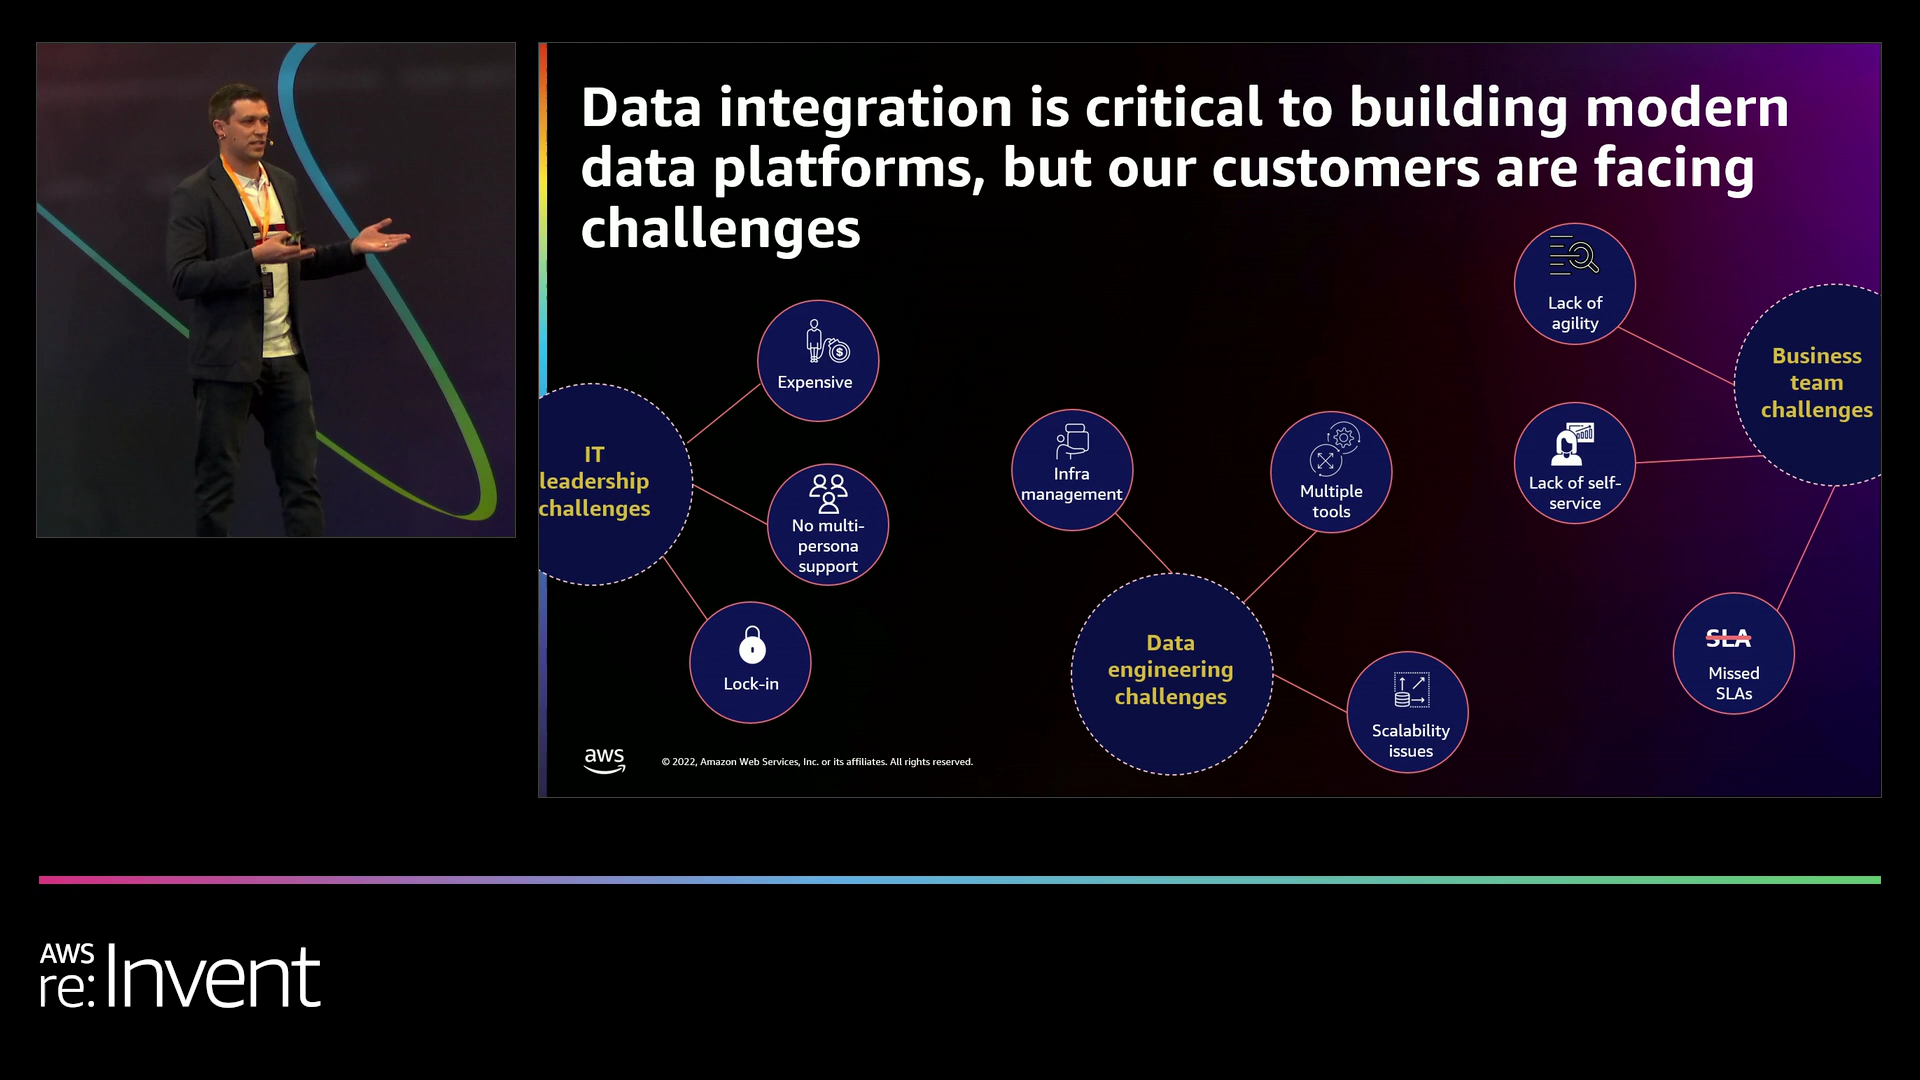 Data integration is critical to building modern
data platforms, but our customers are facing
challenges
IT
leadership
challenges
Expensive
No multi-
persona
support
Lock-in
Infra
management
Multiple
tools
Data
engineering
challenges
Scalability
issues
Lack of
agility
Business
team
challenges
Lack of self-
service
SLA
Missed
SLAs
aws
© 2022, Amazon Web Services, Inc. or its affiliates. All rights reserved.
AWS
re:Invent